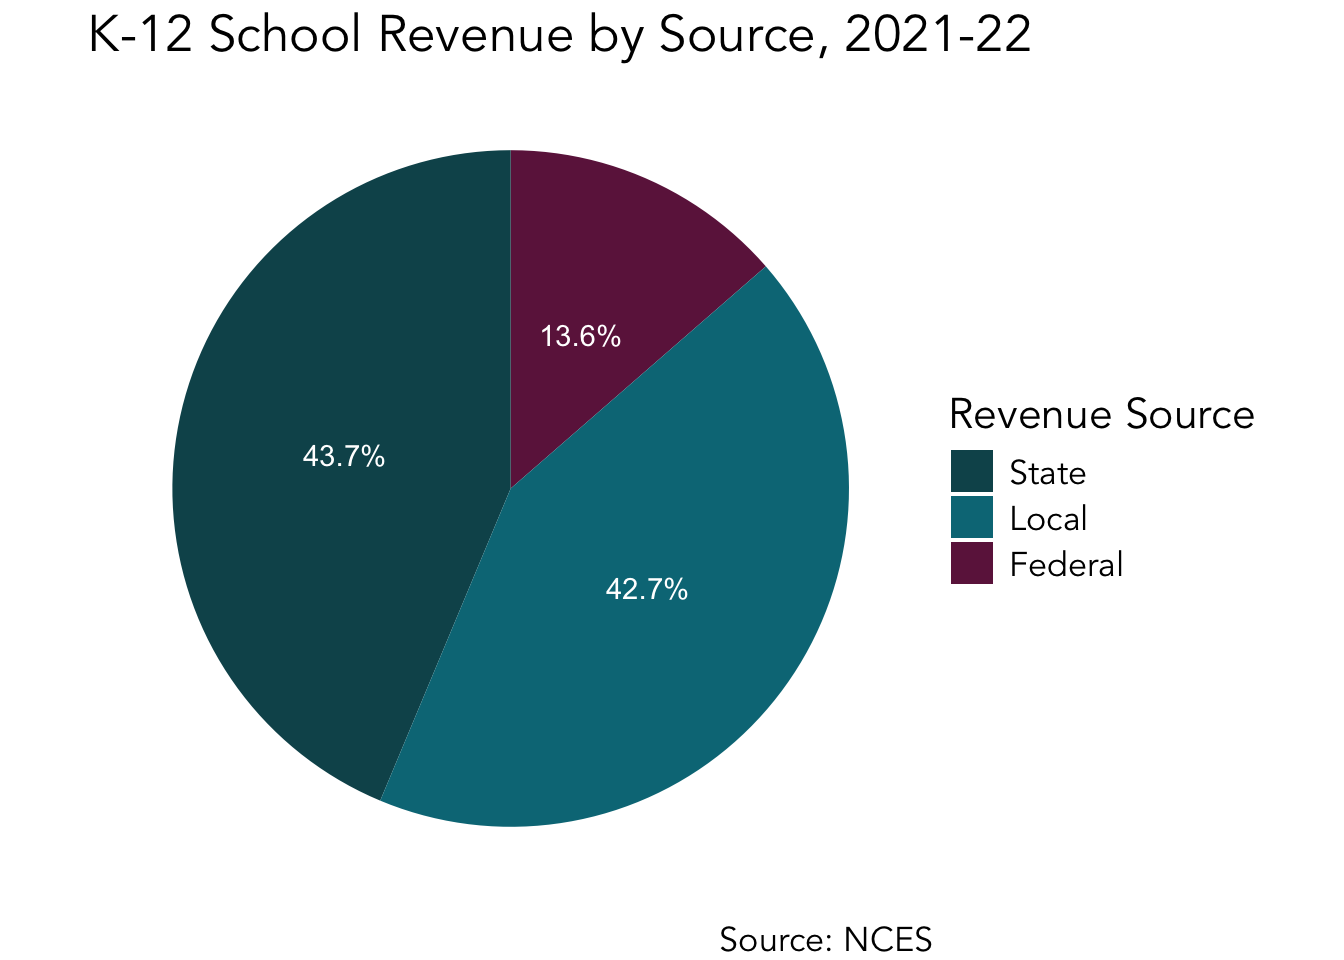 K-12 School Revenue by Source, 2021-22
13.6%
43.7%
42.7%
Revenue Source
State
Local
Federal
Source: NCES